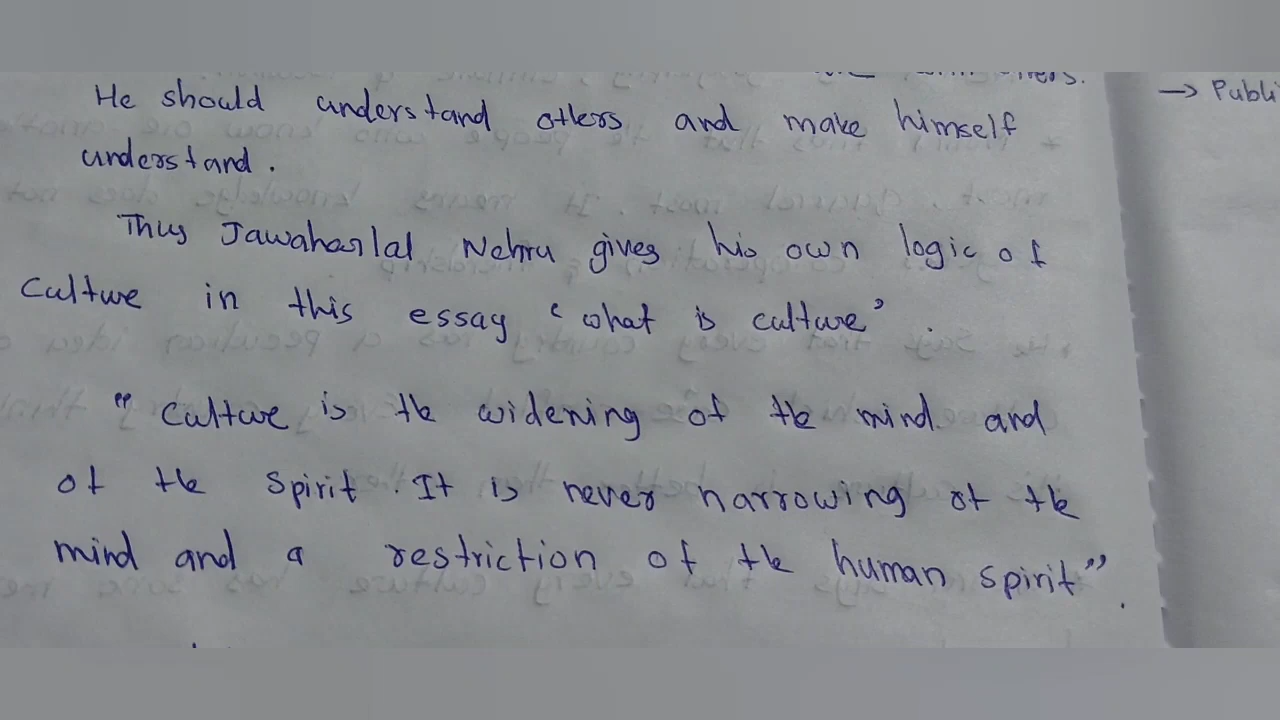 He should understand others and make himself
→ Publi
understand.
Thus Jawaharlal Nehru gives his own logic of
Culture in this essay ‘what is culture’.
“Culture is the widening of the mind and
of the spirit. It is never narrowing of the
mind and a restriction of the human spirit”.